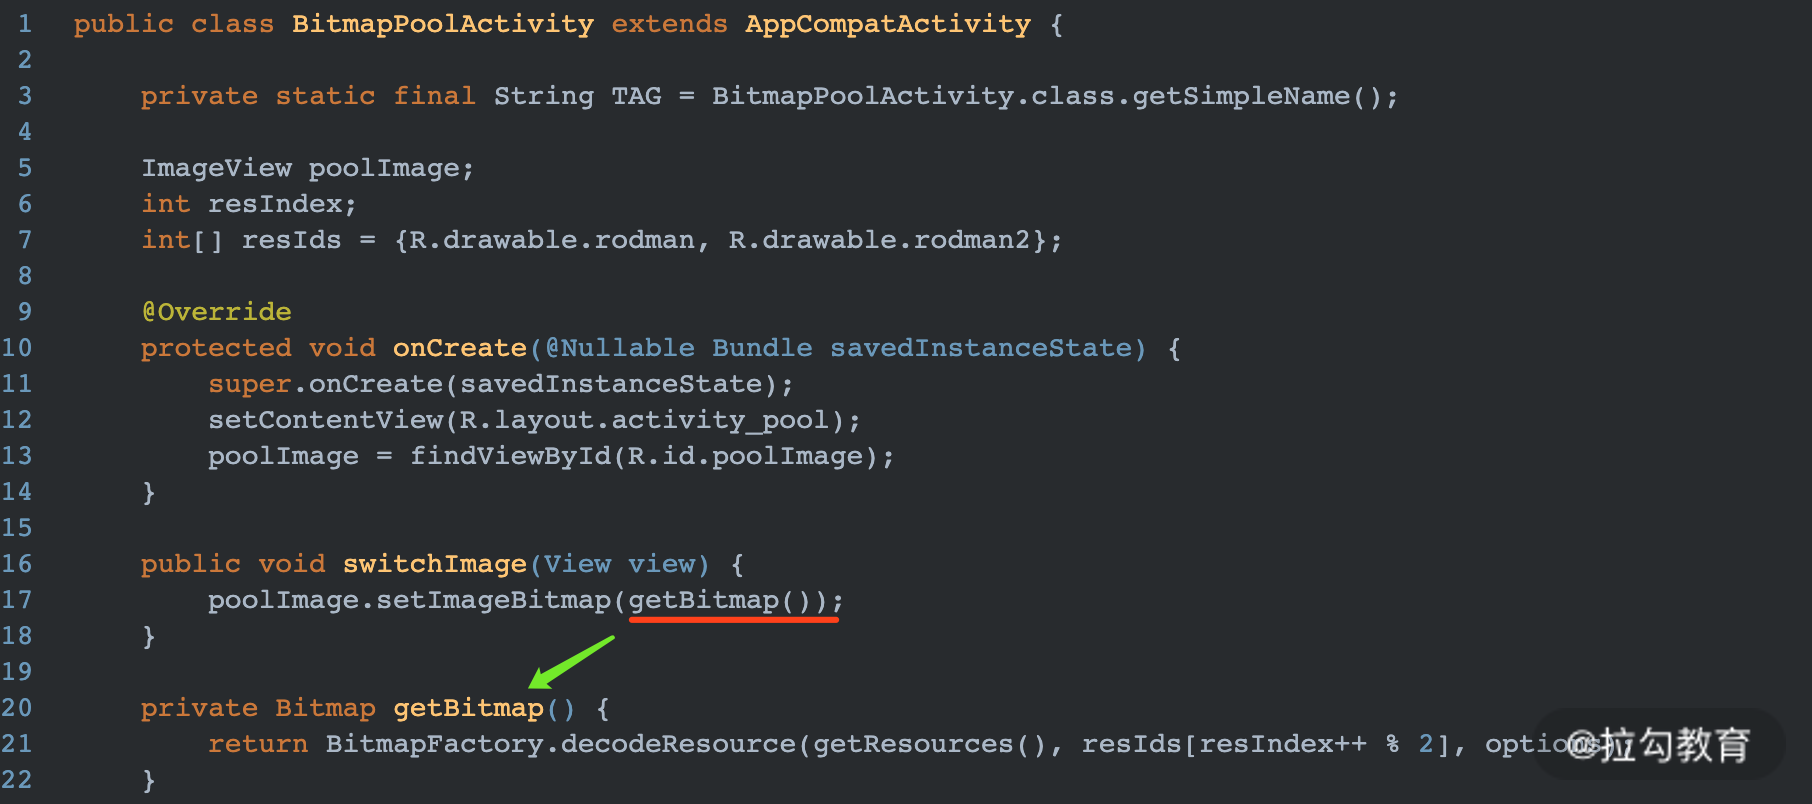 1 public class BitmapPoolActivity extends AppCompatActivity {
2
3 private static final String TAG = BitmapPoolActivity.class.getSimpleName();
4
5 ImageView poolImage;
6 int resIndex;
7 int[] resIds = {R.drawable.rodman, R.drawable.rodman2};
8
9 @Override
10 protected void onCreate(@Nullable Bundle savedInstanceState) {
11 super.onCreate(savedInstanceState);
12 setContentView(R.layout.activity_pool);
13 poolImage = findViewById(R.id.poolImage);
14 }
15
16 public void switchImage(View view) {
17 poolImage.setImageBitmap(getBitmap());
18 }
19
20 private Bitmap getBitmap() {
21 return BitmapFactory.decodeResource(getResources(), resIds[resIndex++ % 2], options);
22 }
@拉勾教育